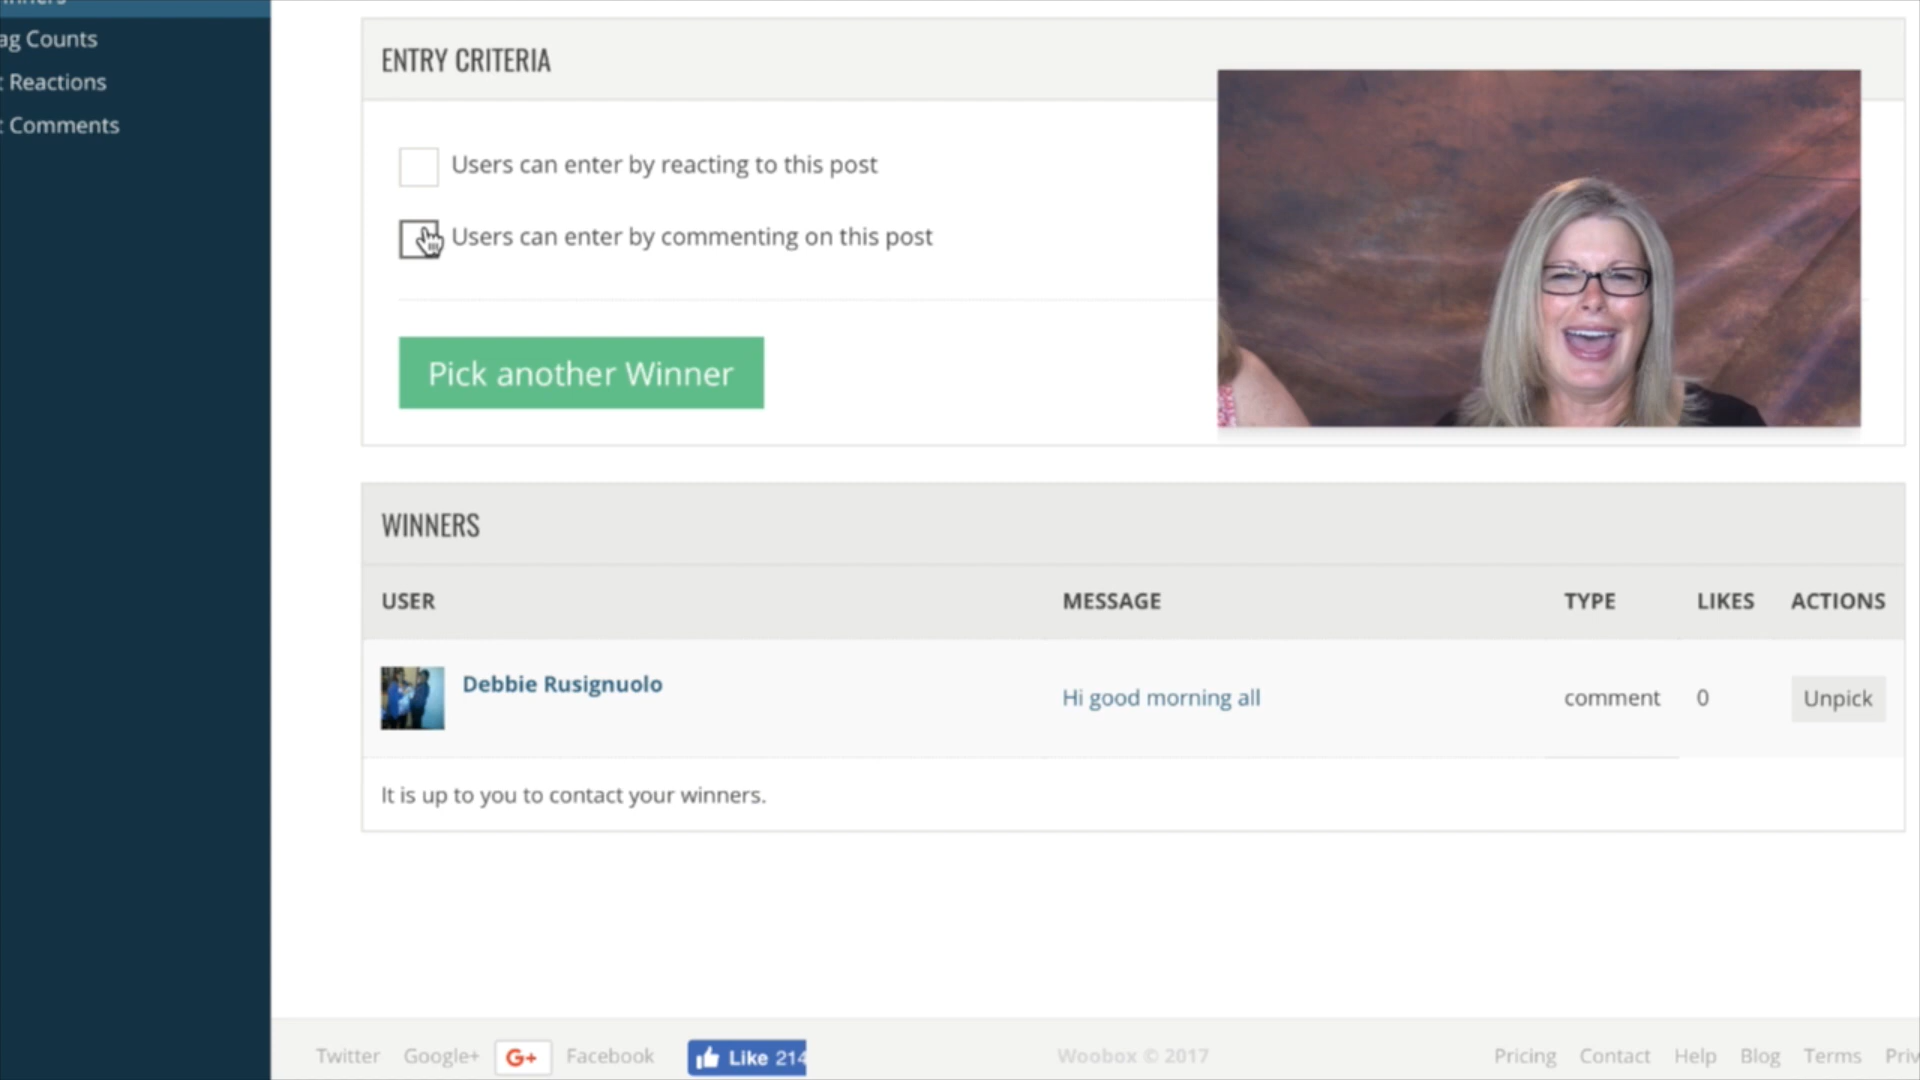 ag Counts
t Reactions
t Comments
ENTRY CRITERIA
Users can enter by reacting to this post
Users can enter by commenting on this post
Pick another Winner
WINNERS
USER MESSAGE TYPE LIKES ACTIONS
Debbie Rusignuolo Hi good morning all comment 0 Unpick
It is up to you to contact your winners.
Twitter Google+ G+ Facebook Like 214 Woobox © 2017 Pricing Contact Help Blog Terms Priv